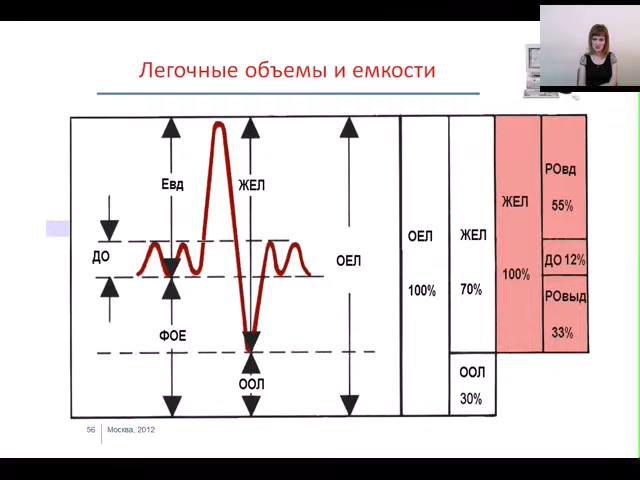 Легочные объемы и емкости
Евд
ЖЕЛ
ДО
ОЕЛ
ФОЕ
ООЛ
ОЕЛ
100%
ЖЕЛ
70%
ООЛ
30%
ЖЕЛ
100%
РОвд
55%
ДО 12%
РОвыд
33%
56
Москва, 2012